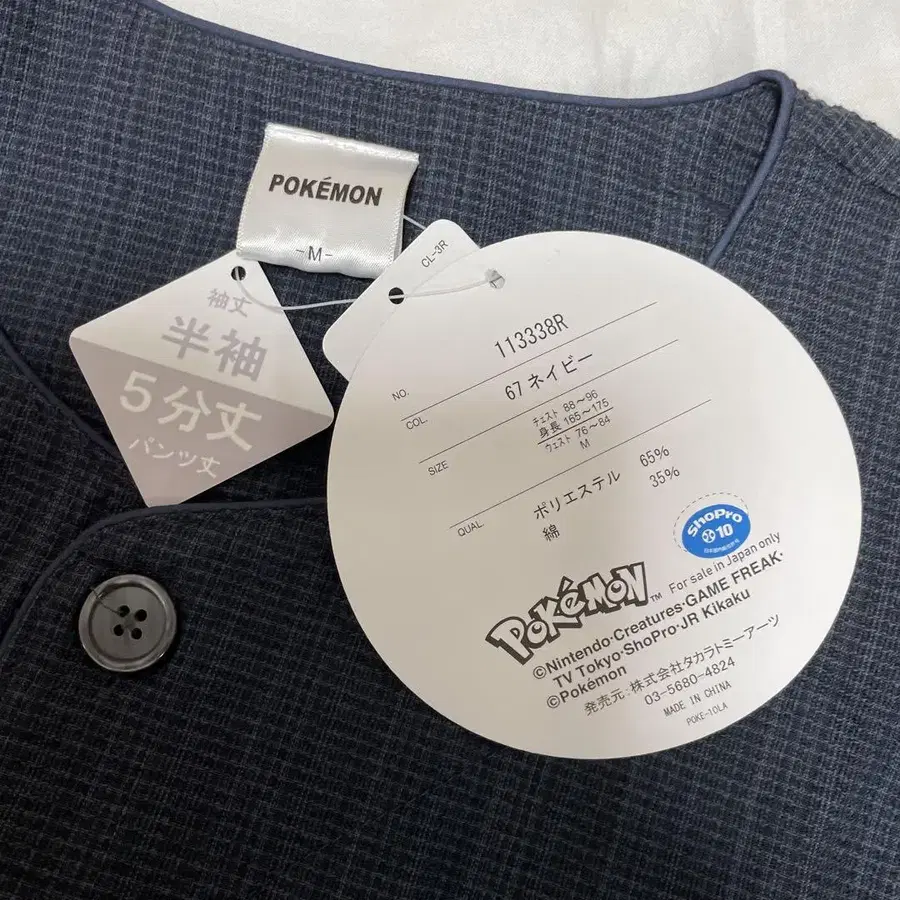 POKÉMON
-M-
CL-3R
袖丈
半袖
5分丈
パンツ丈
NO. 113338R
COL. 67 ネイビー
SIZE チェスト 88～96
身長 165～175
ウェスト 76～84
M
QUAL ポリエステル 65%
綿 35%
ShoPro
10
POKéMON™ For sale in Japan only
©Nintendo·Creatures·GAME FREAK·
TV Tokyo·ShoPro·JR Kikaku
©Pokémon
発売元：株式会社タカラトミーアーツ
03-5680-4824
MADE IN CHINA
POKE-10LA